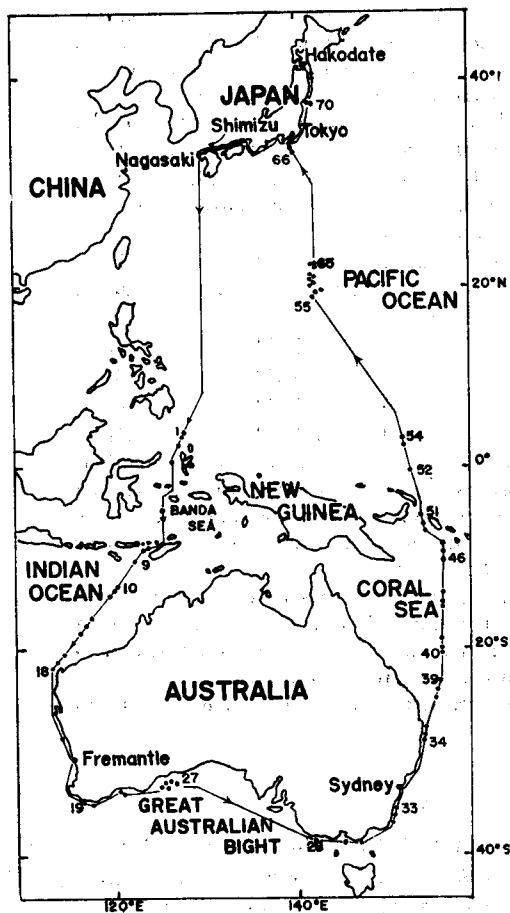 Hakodate
40°N
JAPAN
70
Shimizu
Tokyo
Nagasaki
66
CHINA
65
PACIFIC
OCEAN
20°N
55
1
54
0°
52
NEW
GUINEA
BANDA
SEA
51
9
46
INDIAN
OCEAN
10
CORAL
SEA
18
40
20°S
39
AUSTRALIA
34
Fremantle
27
Sydney
19
GREAT
AUSTRALIAN
BIGHT
33
28
40°S
120°E
140°E